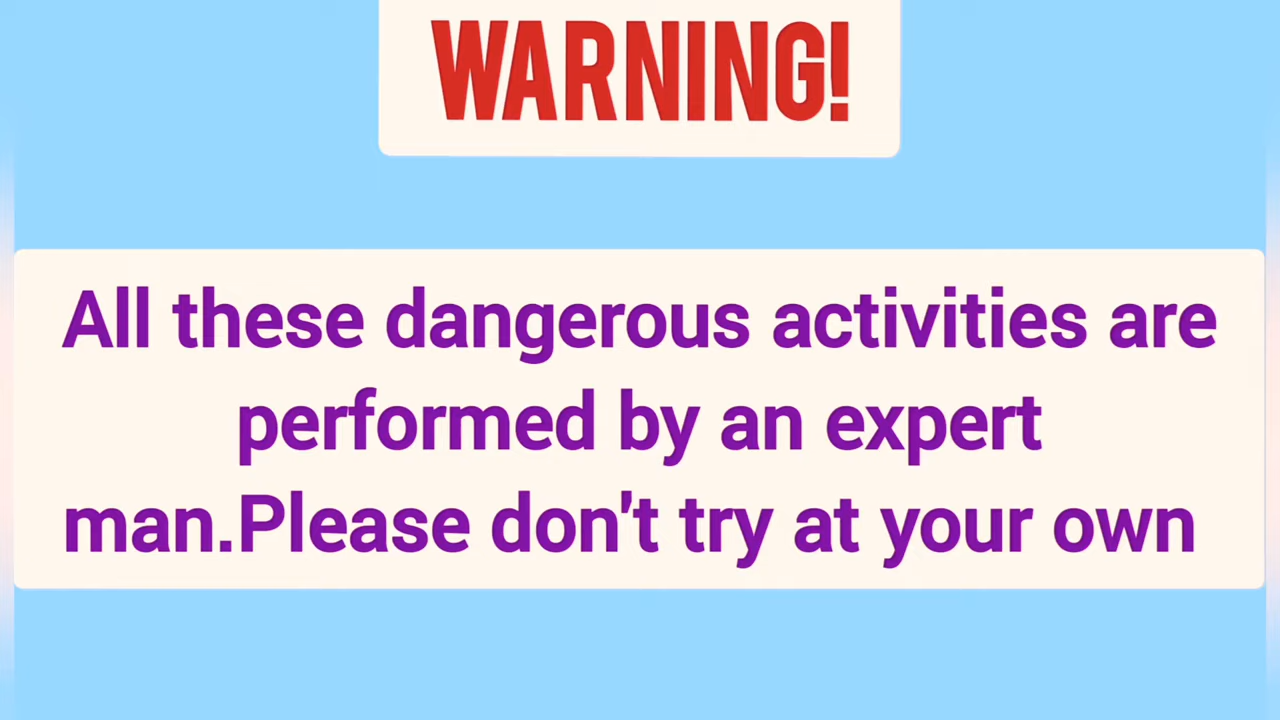 WARNING!
All these dangerous activities are
performed by an expert
man.Please don't try at your own